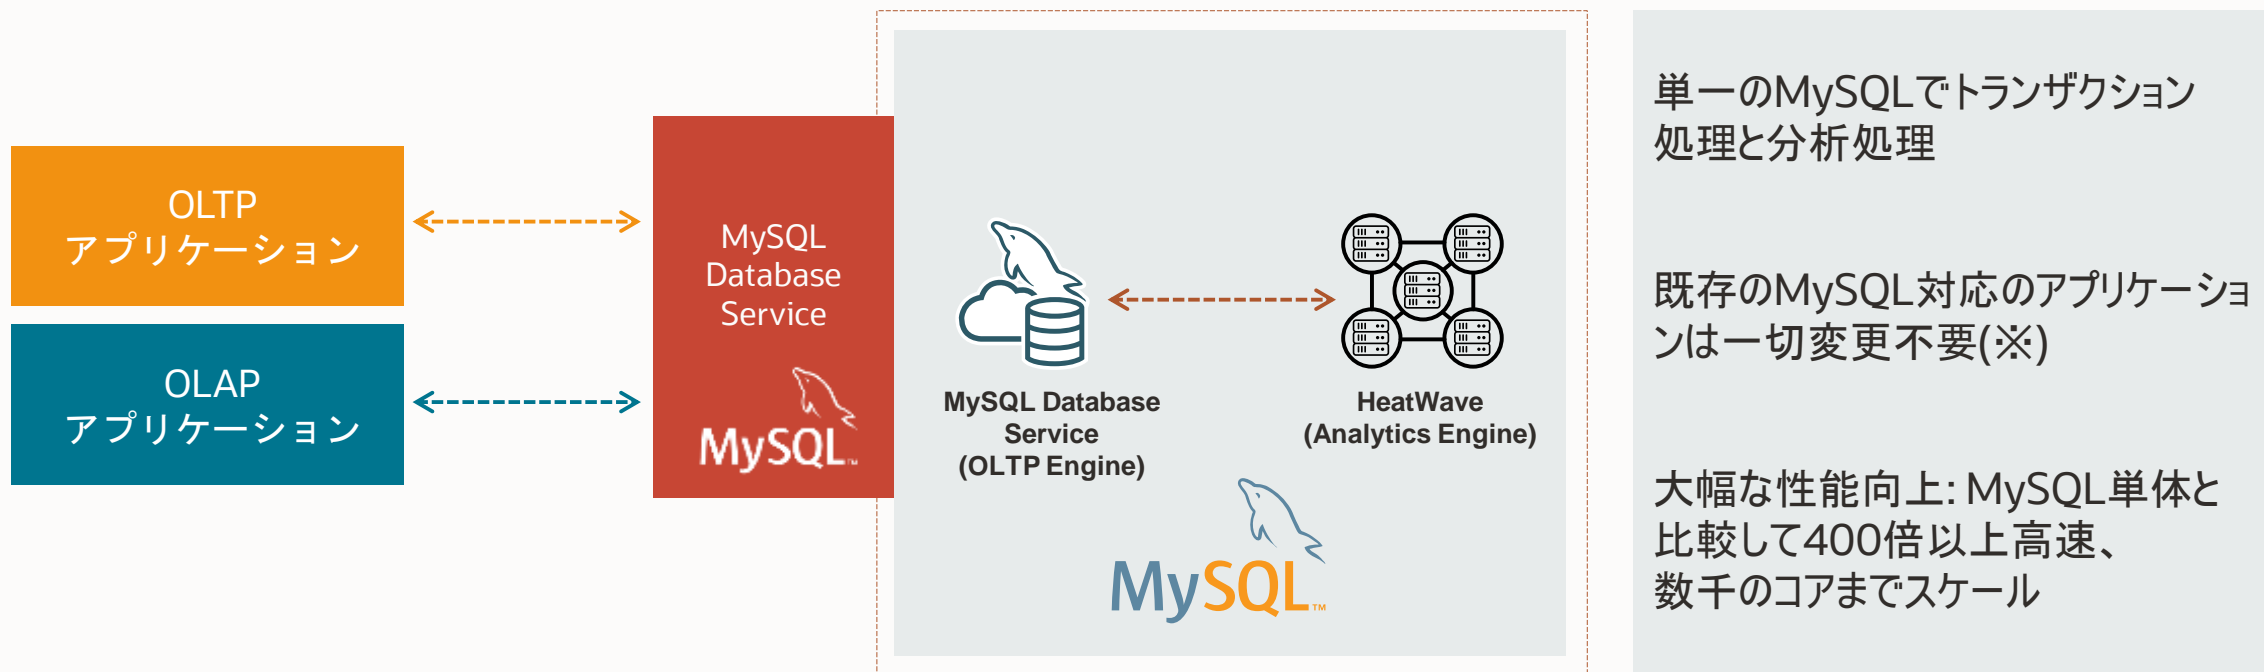 OLTP
アプリケーション
OLAP
アプリケーション
MySQL
Database
Service
MySQL™
MySQL Database
Service
(OLTP Engine)
HeatWave
(Analytics Engine)
MySQL™
単一のMySQLでトランザクション
処理と分析処理
既存のMySQL対応のアプリケーショ
ンは一切変更不要(※)
大幅な性能向上: MySQL単体と
比較して400倍以上高速、
数千のコアまでスケール